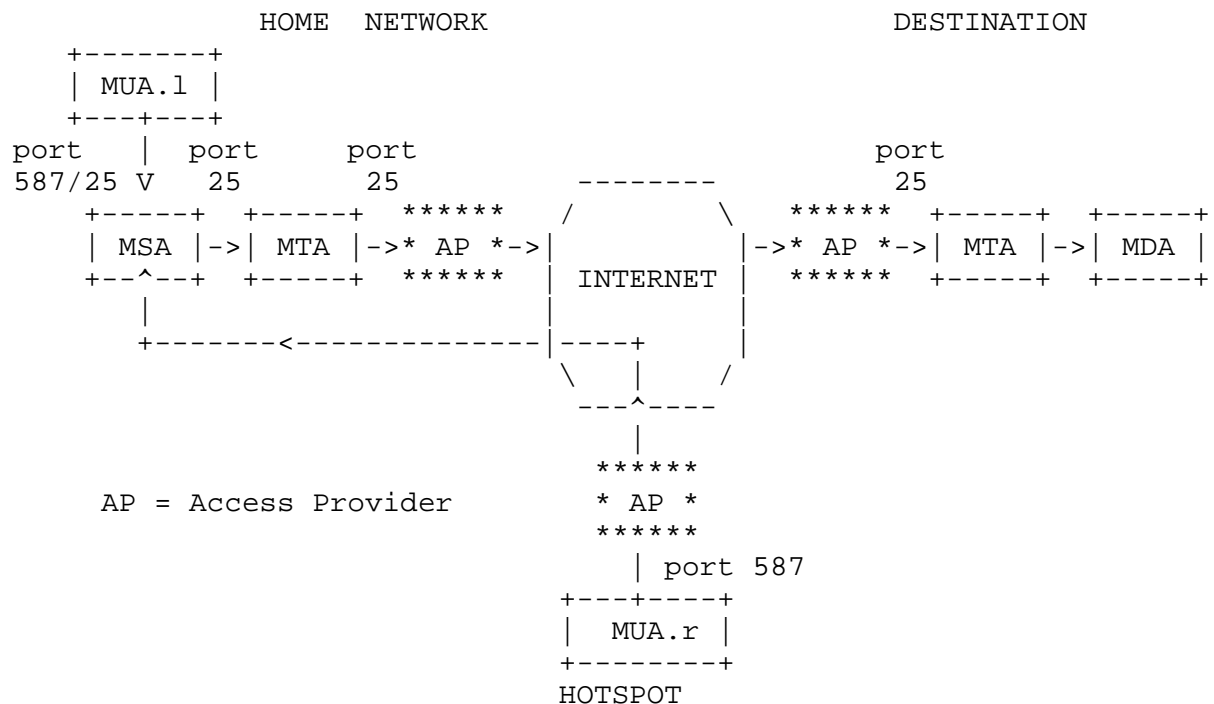 HOME  NETWORK                          DESTINATION
    +-------+
    | MUA.l |
    +---+---+
port    |  port     port                              port
587/25  V   25       25          --------              25
     +-----+  +-----+  ******   /        \   ******  +-----+  +-----+
     | MSA |->| MTA |->* AP *->|          |->* AP *->| MTA |->| MDA |
     +--^--+  +-----+  ******  | INTERNET |  ******  +-----+  +-----+
        |                      |          |
        +-------<--------------|----+     |
                                \   |    /
                                 ---^----
                                    |
                                  ******
      AP = Access Provider        * AP *
                                  ******
                                    | port 587
                                +---+----+
                                |  MUA.r |
                                +--------+
                                HOTSPOT